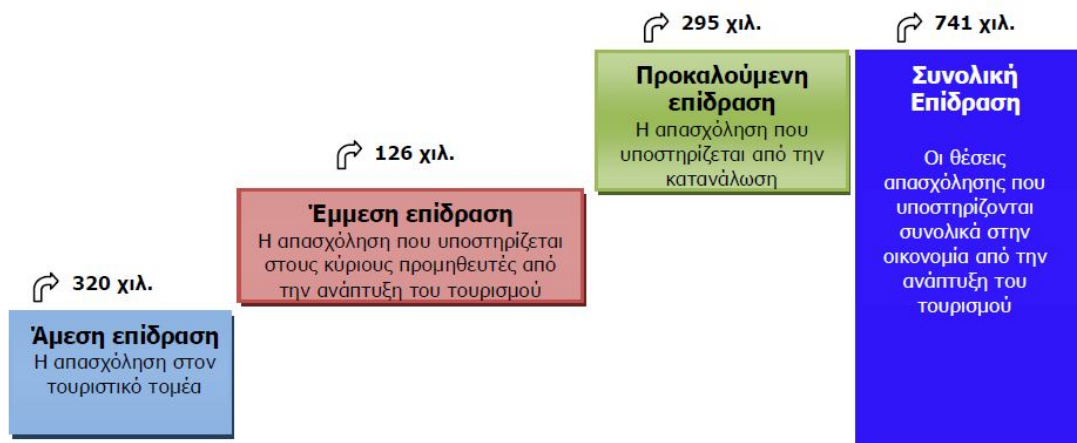 320 χιλ.
Άμεση επίδραση
Η απασχόληση στον
τουριστικό τομέα
126 χιλ.
Έμμεση επίδραση
Η απασχόληση που υποστηρίζεται
στους κύριους προμηθευτές από
την ανάπτυξη του τουρισμού
295 χιλ.
Προκαλούμενη
επίδραση
Η απασχόληση που
υποστηρίζεται από την
κατανάλωση
741 χιλ.
Συνολική
Επίδραση
Οι θέσεις
απασχόλησης που
υποστηρίζονται
συνολικά στην
οικονομία από την
ανάπτυξη του
τουρισμού